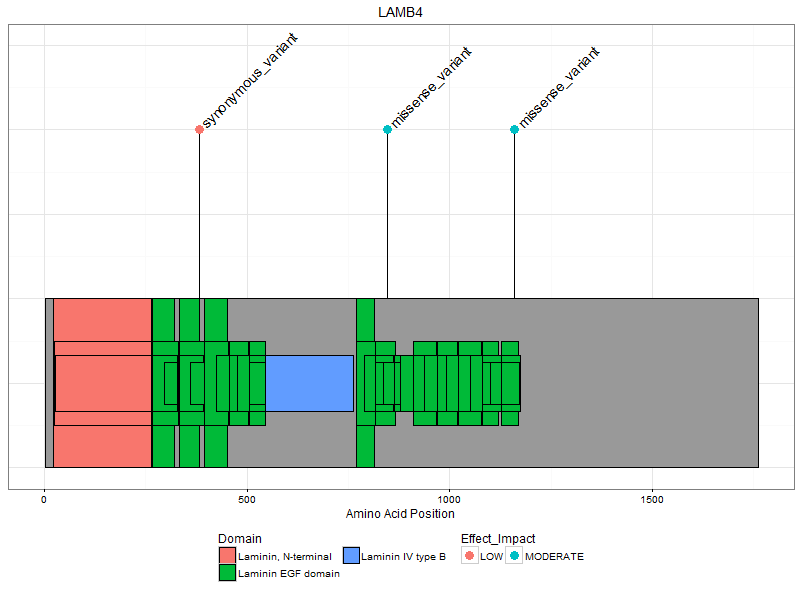 LAMB4
synonymous_variant
missense_variant
missense_variant
0
500
1000
1500
Amino Acid Position
Domain
Laminin, N-terminal
Laminin IV type B
Laminin EGF domain
Effect_Impact
LOW
MODERATE